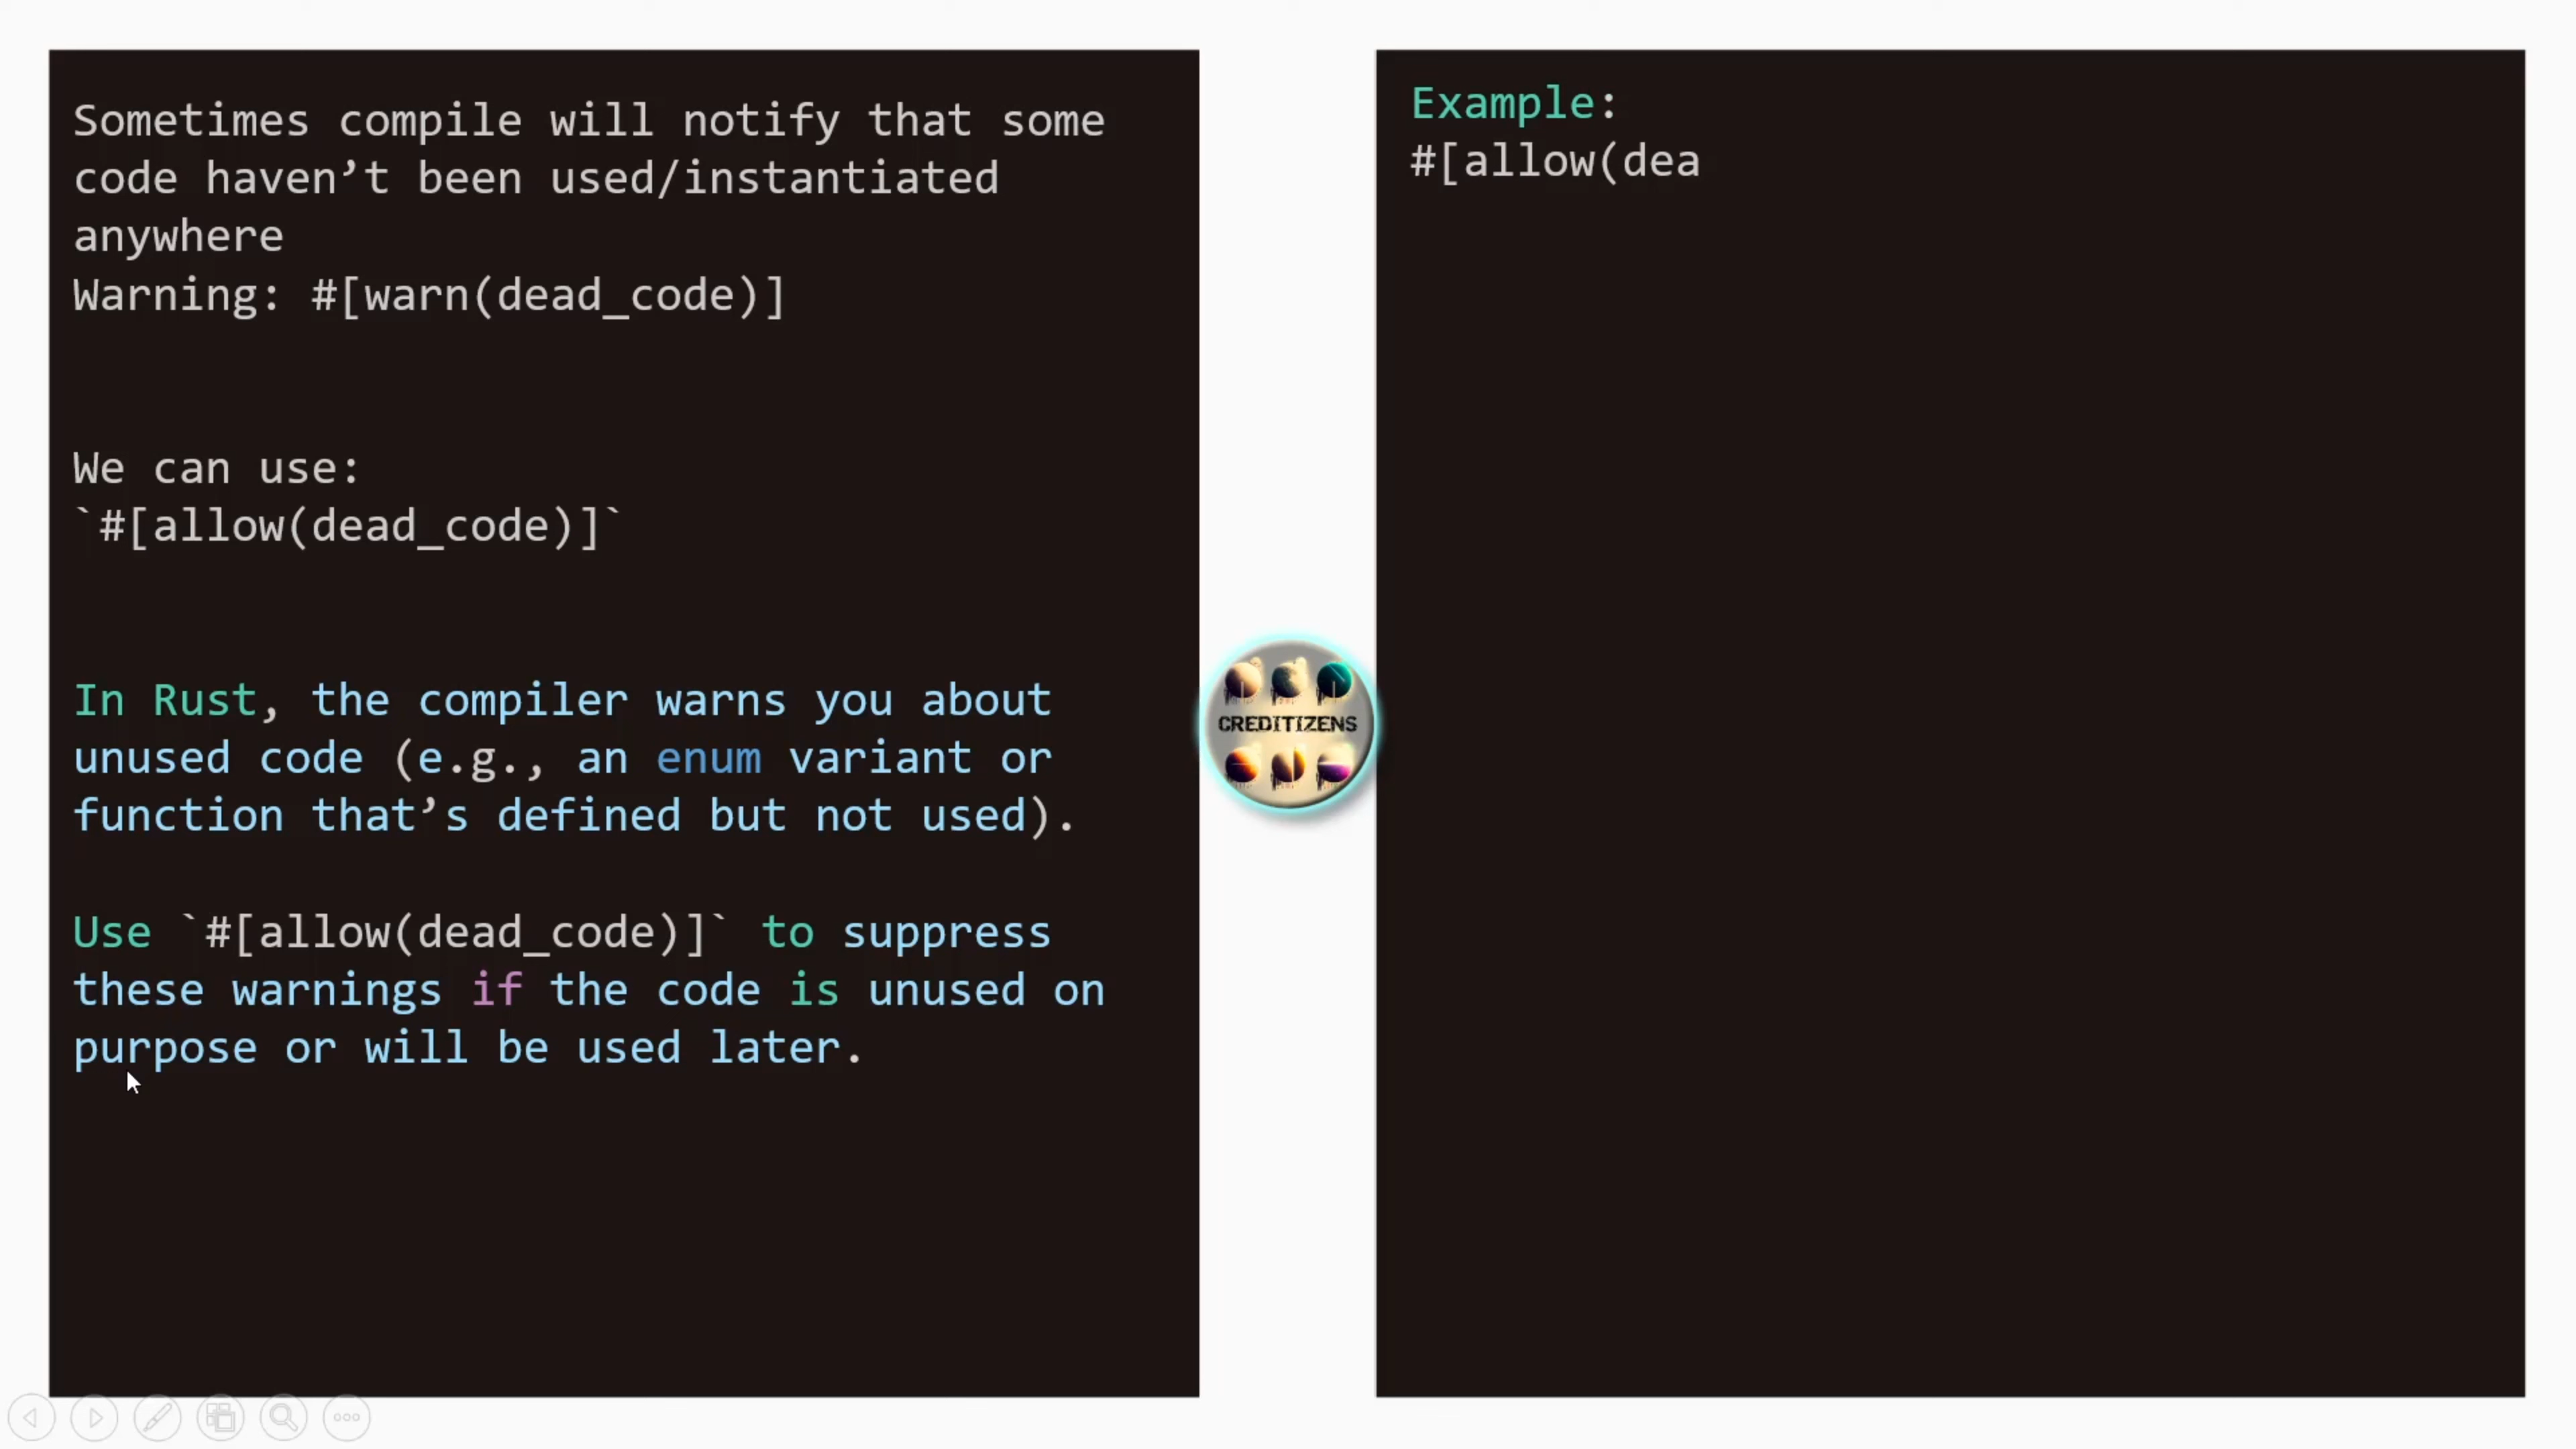 Sometimes compile will notify that some
code haven’t been used/instantiated
anywhere
Warning: #[warn(dead_code)]
We can use:
`#[allow(dead_code)]`
In Rust, the compiler warns you about
unused code (e.g., an enum variant or
function that’s defined but not used).
Use `#[allow(dead_code)]` to suppress
these warnings if the code is unused on
purpose or will be used later.
CREDITIZENS
Example:
#[allow(dea